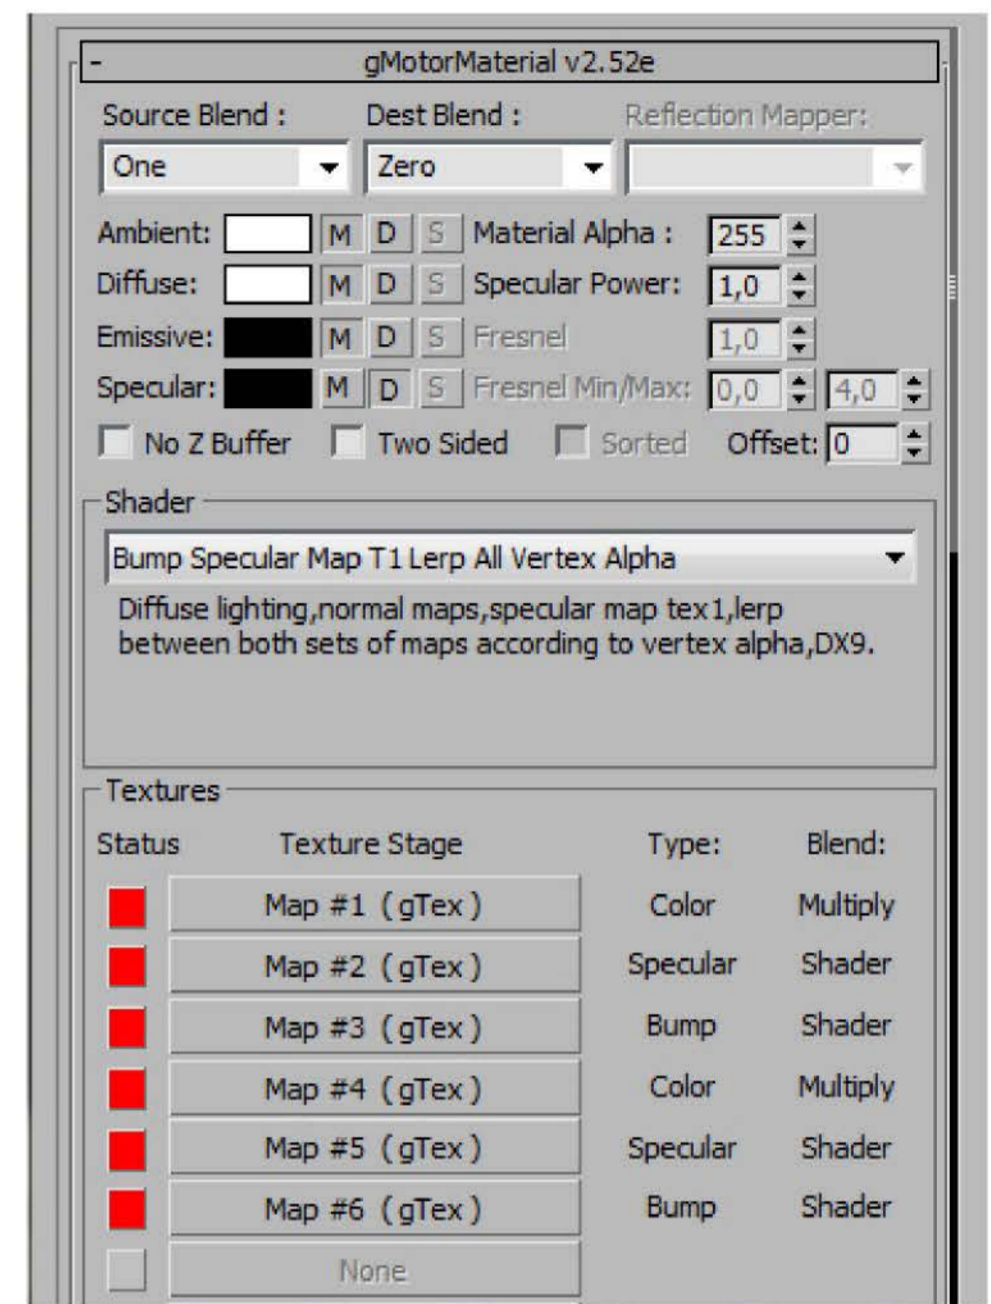 - gMotorMaterial v2.52e
Source Blend : Dest Blend : Reflection Mapper:
One Zero
Ambient: M D S Material Alpha : 255
Diffuse: M D S Specular Power: 1,0
Emissive: M D S Fresnel 1,0
Specular: M D S Fresnel Min/Max: 0,0 4,0
No Z Buffer Two Sided Sorted Offset: 0
Shader
Bump Specular Map T1 Lerp All Vertex Alpha
Diffuse lighting,normal maps,specular map tex1,lerp
between both sets of maps according to vertex alpha,DX9.
Textures
Status Texture Stage Type: Blend:
Map #1 ( gTex ) Color Multiply
Map #2 ( gTex ) Specular Shader
Map #3 ( gTex ) Bump Shader
Map #4 ( gTex ) Color Multiply
Map #5 ( gTex ) Specular Shader
Map #6 ( gTex ) Bump Shader
None